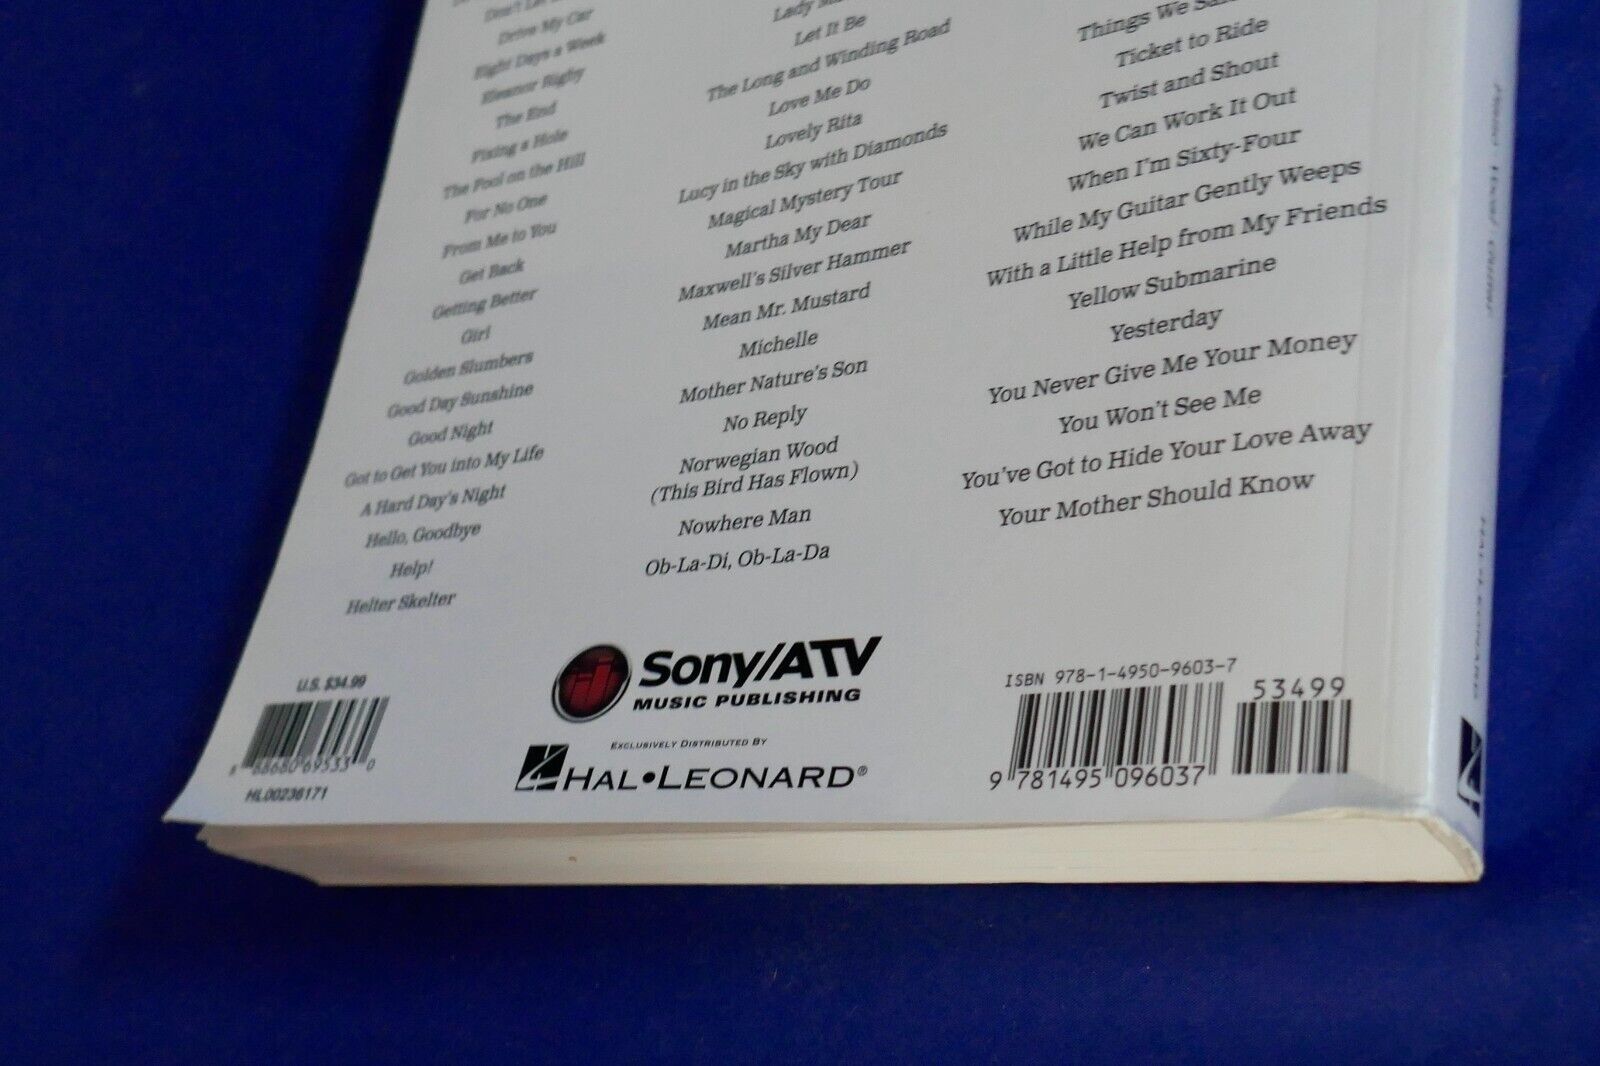 Drive My Car
Eight Days a Week
Eleanor Rigby
The End
Fixing a Hole
The Fool on the Hill
For No One
From Me to You
Get Back
Getting Better
Girl
Golden Slumbers
Good Day Sunshine
Good Night
Got to Get You into My Life
A Hard Day's Night
Hello, Goodbye
Help!
Helter Skelter
Lady
Let It Be
The Long and Winding Road
Love Me Do
Lovely Rita
Lucy in the Sky with Diamonds
Magical Mystery Tour
Martha My Dear
Maxwell's Silver Hammer
Mean Mr. Mustard
Michelle
Mother Nature's Son
No Reply
Norwegian Wood
(This Bird Has Flown)
Nowhere Man
Ob-La-Di, Ob-La-Da
Things We
Ticket to Ride
Twist and Shout
We Can Work It Out
When I'm Sixty-Four
While My Guitar Gently Weeps
With a Little Help from My Friends
Yellow Submarine
Yesterday
You Never Give Me Your Money
You Won't See Me
You've Got to Hide Your Love Away
Your Mother Should Know
U.S. $34.99
8 88680 69533 0
HL00236171
Sony/ATV
MUSIC PUBLISHING
EXCLUSIVELY DISTRIBUTED BY
HAL•LEONARD®
ISBN 978-1-4950-9603-7
53499
9 781495 096037
HAL•LEONARD